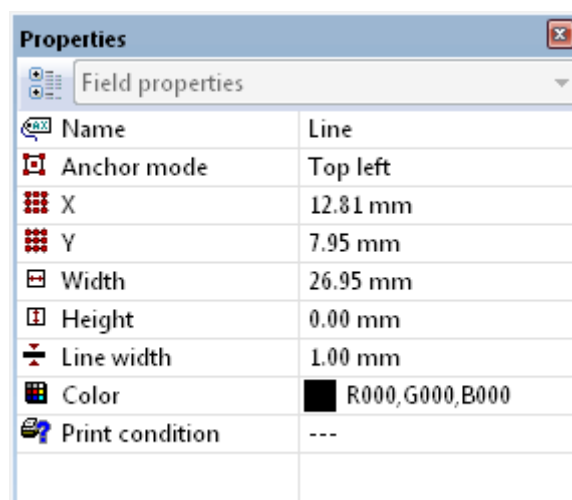 Properties
Field properties
Name Line
Anchor mode Top left
X 12.81 mm
Y 7.95 mm
Width 26.95 mm
Height 0.00 mm
Line width 1.00 mm
Color R000,G000,B000
Print condition ---